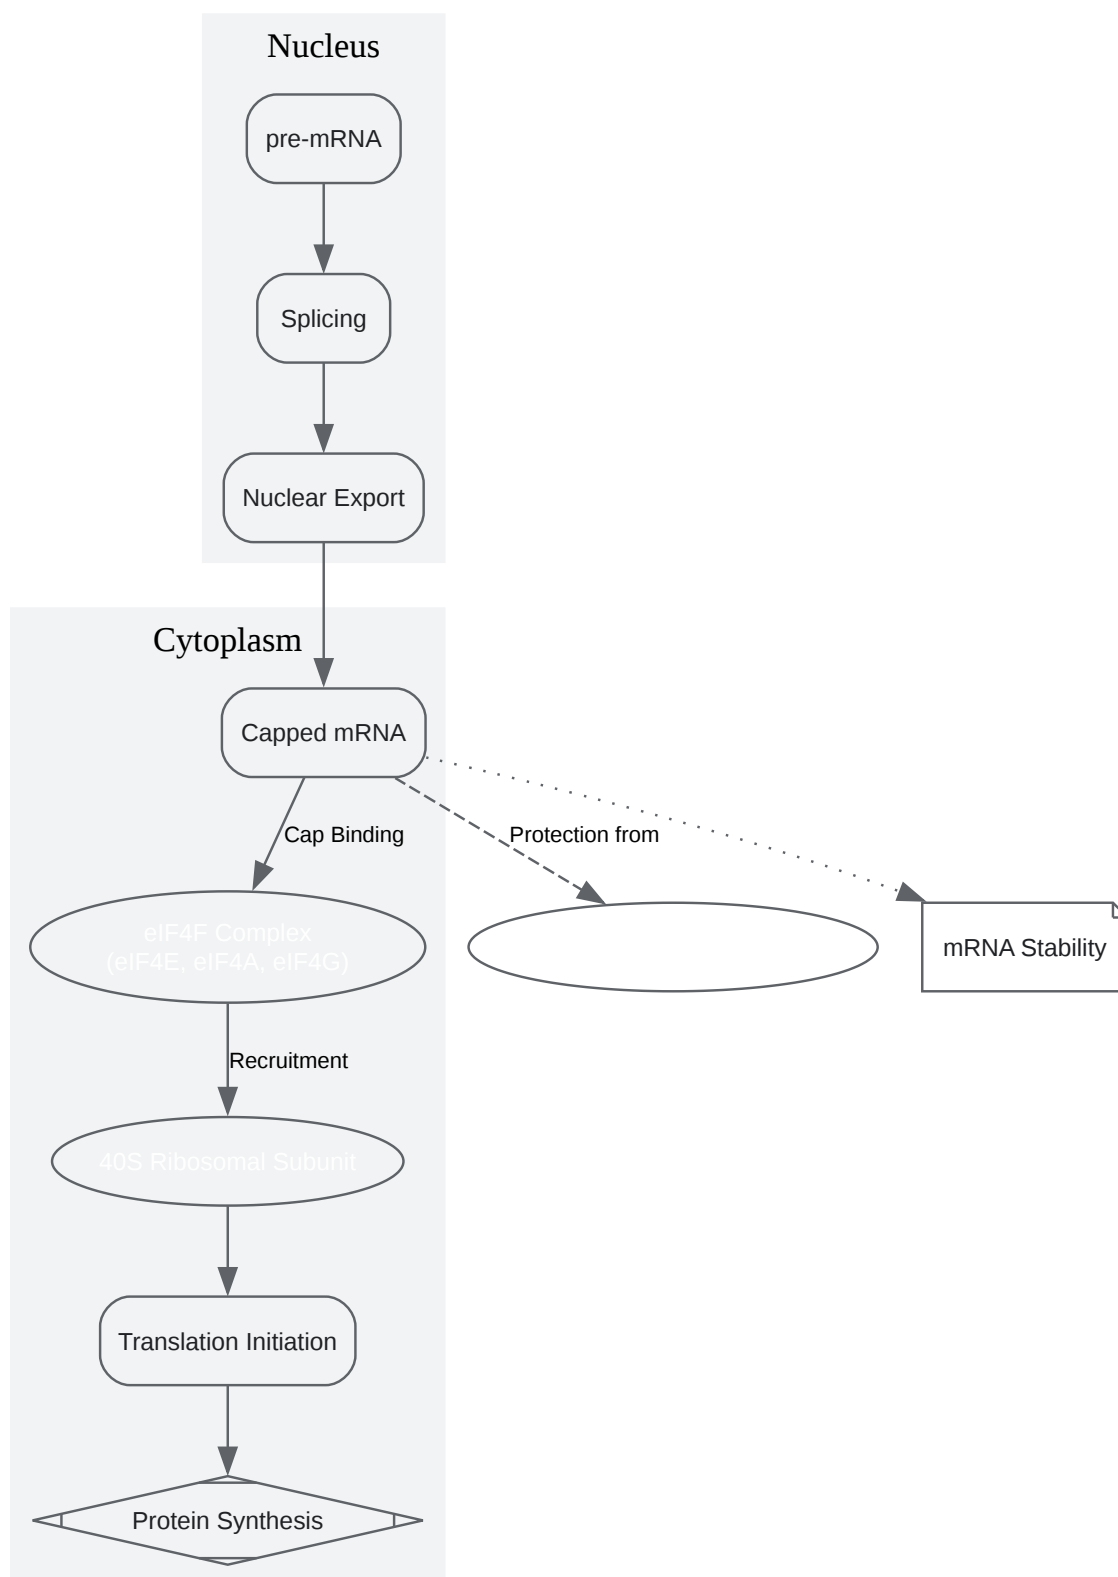 Nucleus
pre-mRNA
Splicing
Nuclear Export
Cytoplasm
Capped mRNA
Cap Binding
Protection from
eIF4F Complex
(eIF4E, eIF4A, eIF4G)
mRNA Stability
Recruitment
40S Ribosomal Subunit
Translation Initiation
Protein Synthesis